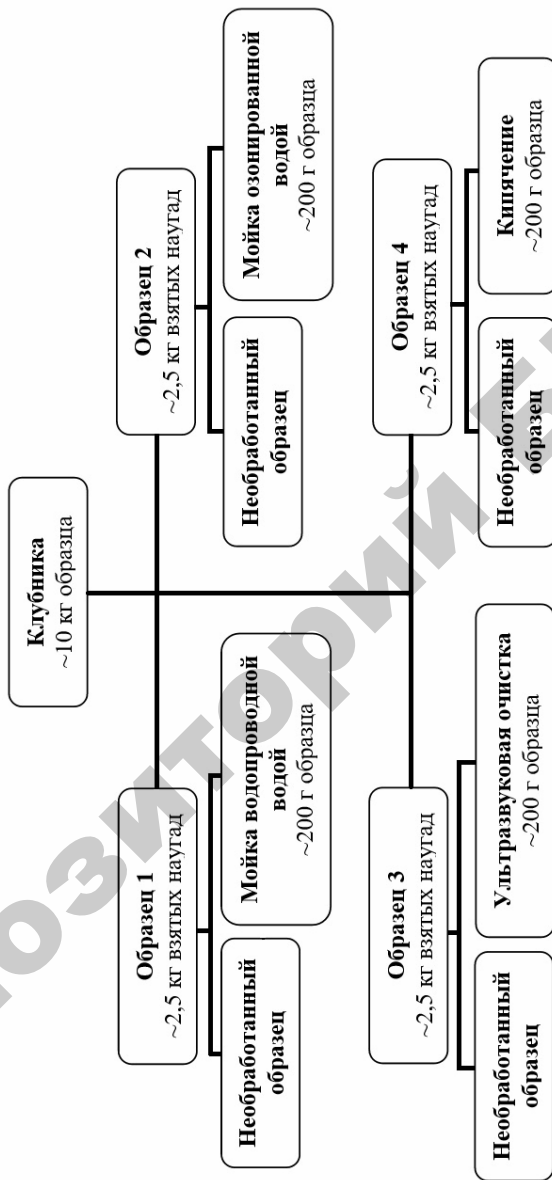 Клубника
~10 кг образца
Образец 1
~2,5 кг взятых наугад
Необработанный
образец
Мойка водопроводной
водой
~200 г образца
Образец 2
~2,5 кг взятых наугад
Необработанный
образец
Мойка озонированной
водой
~200 г образца
Образец 3
~2,5 кг взятых наугад
Необработанный
образец
Ультразвуковая очистка
~200 г образца
Образец 4
~2,5 кг взятых наугад
Необработанный
образец
Кипячение
~200 г образца